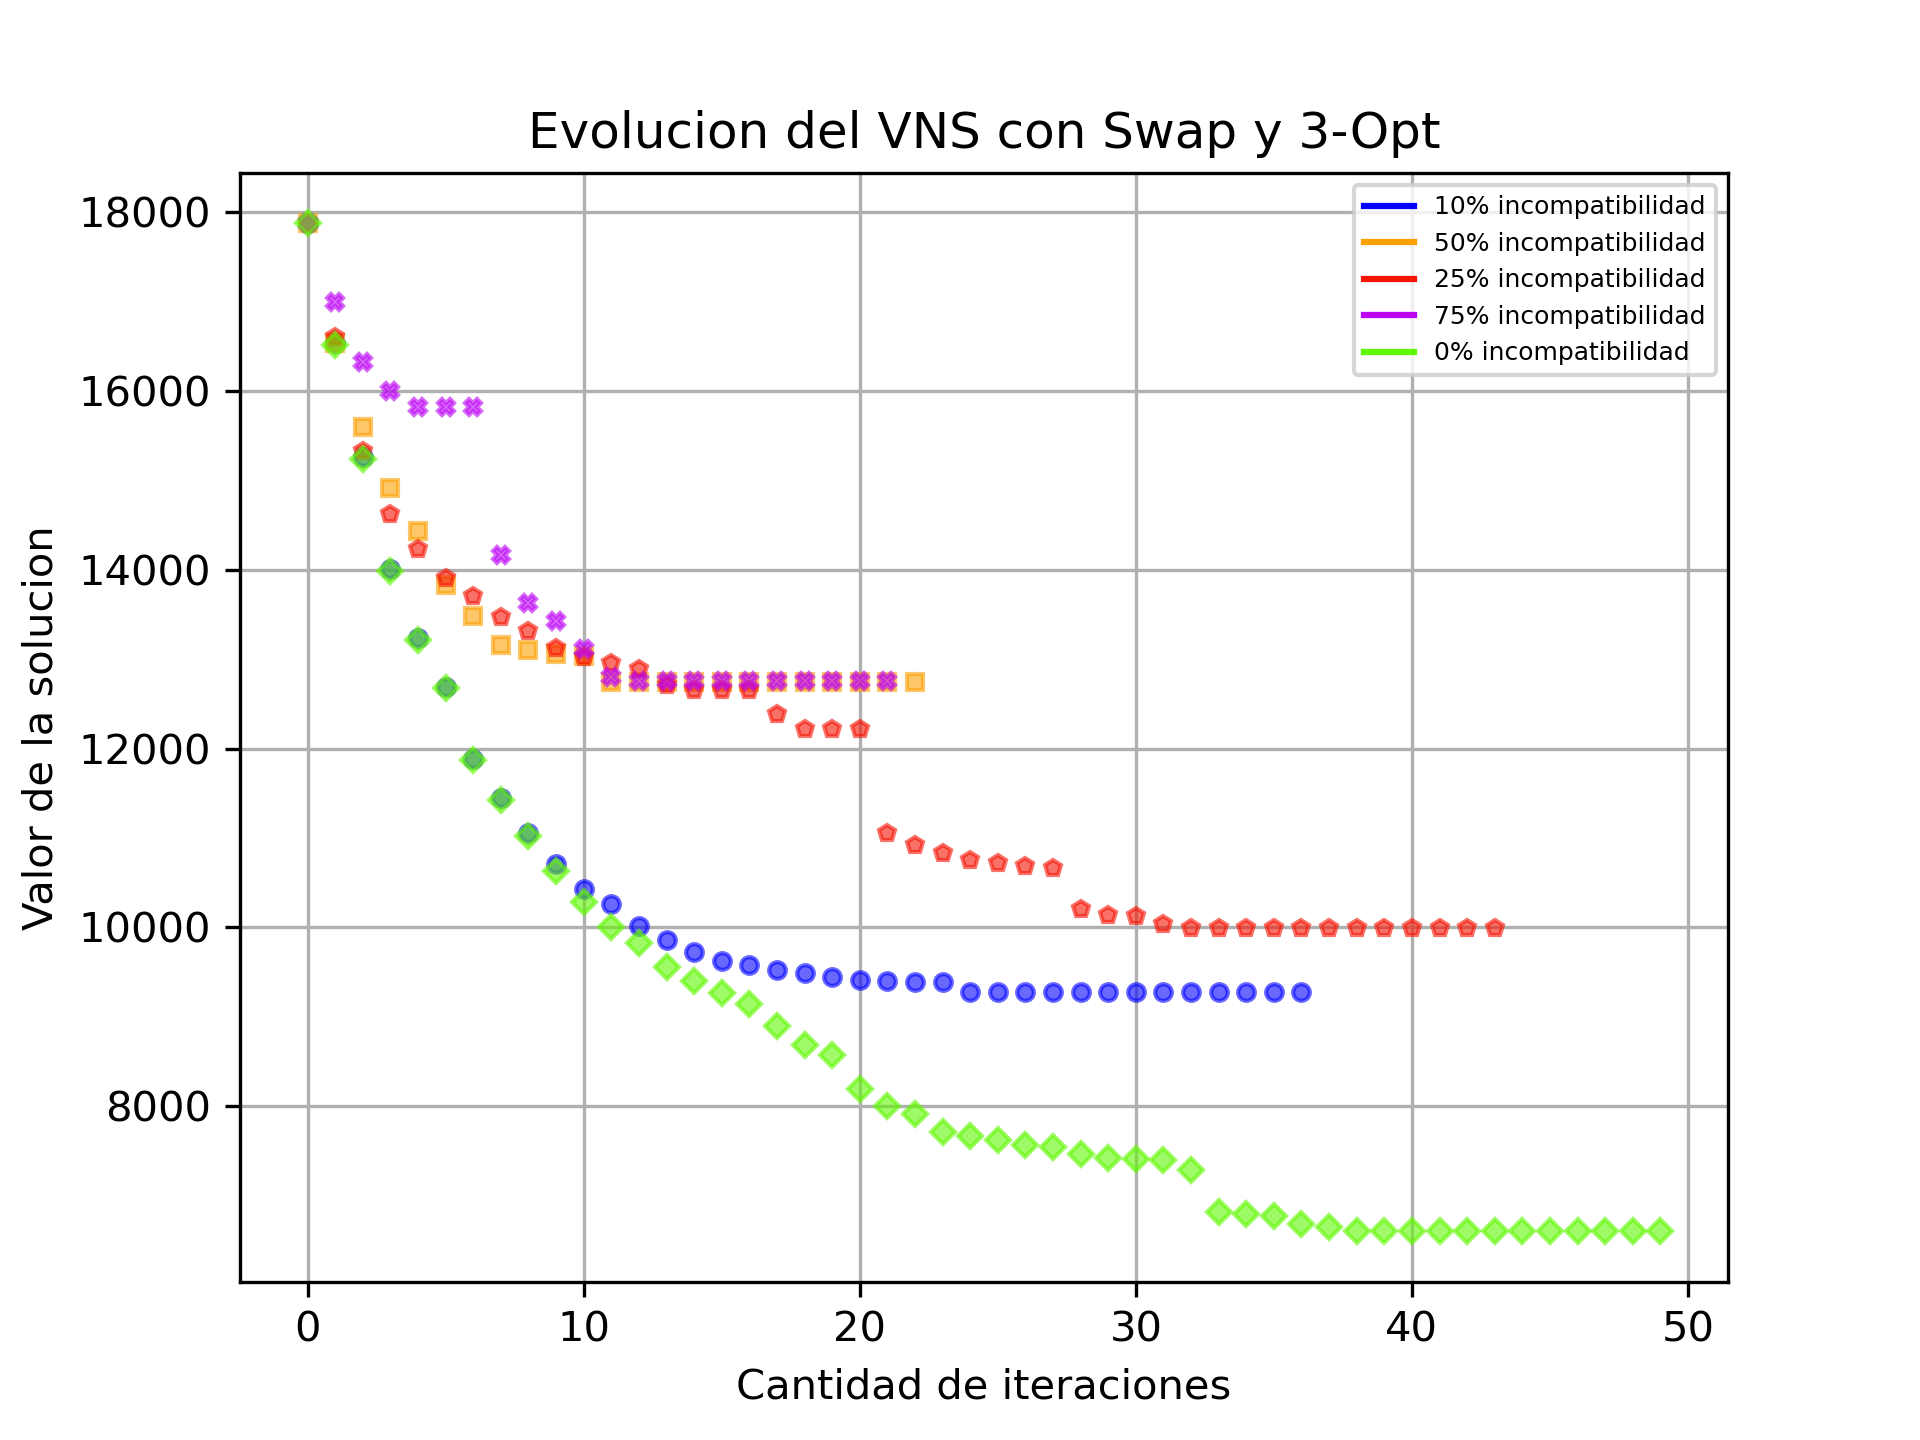 Evolucion del VNS con Swap y 3-Opt
10% incompatibilidad
50% incompatibilidad
25% incompatibilidad
75% incompatibilidad
0% incompatibilidad
Valor de la solucion
18000
16000
14000
12000
10000
8000
0 10 20 30 40 50
Cantidad de iteraciones